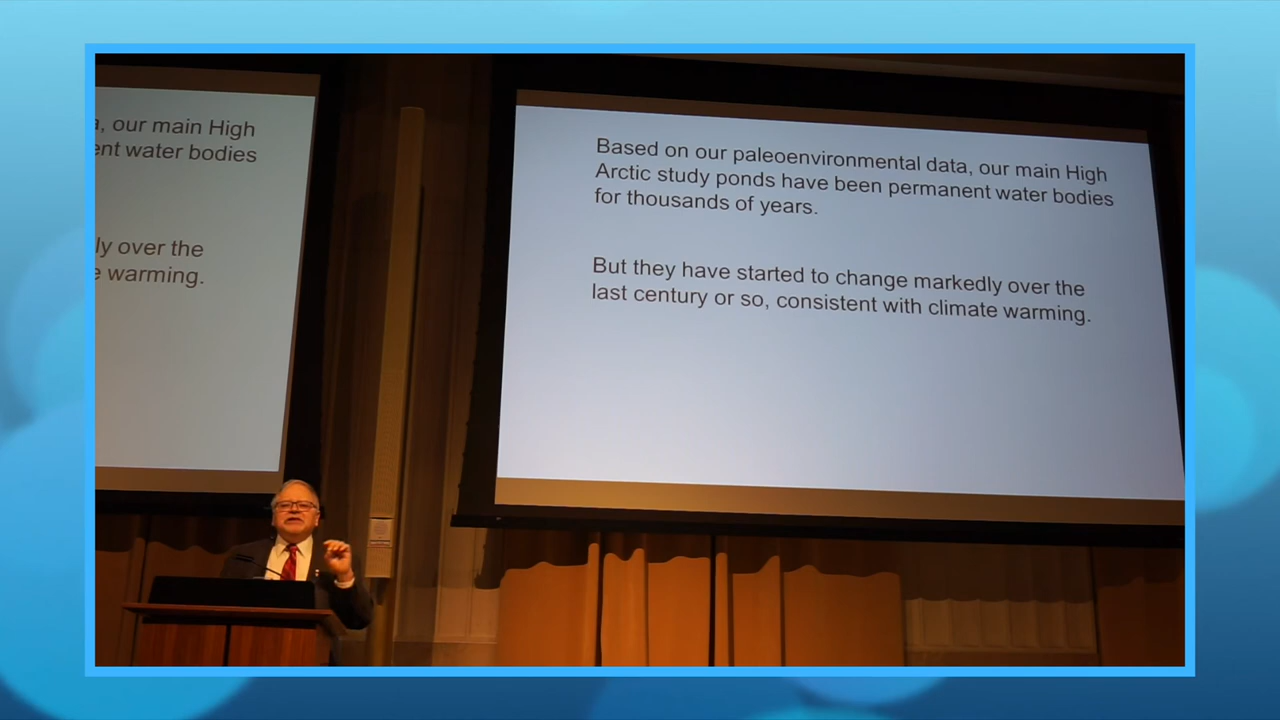 , our main High
ent water bodies
ly over the
warming.
Based on our paleoenvironmental data, our main High
Arctic study ponds have been permanent water bodies
for thousands of years.
But they have started to change markedly over the
last century or so, consistent with climate warming.